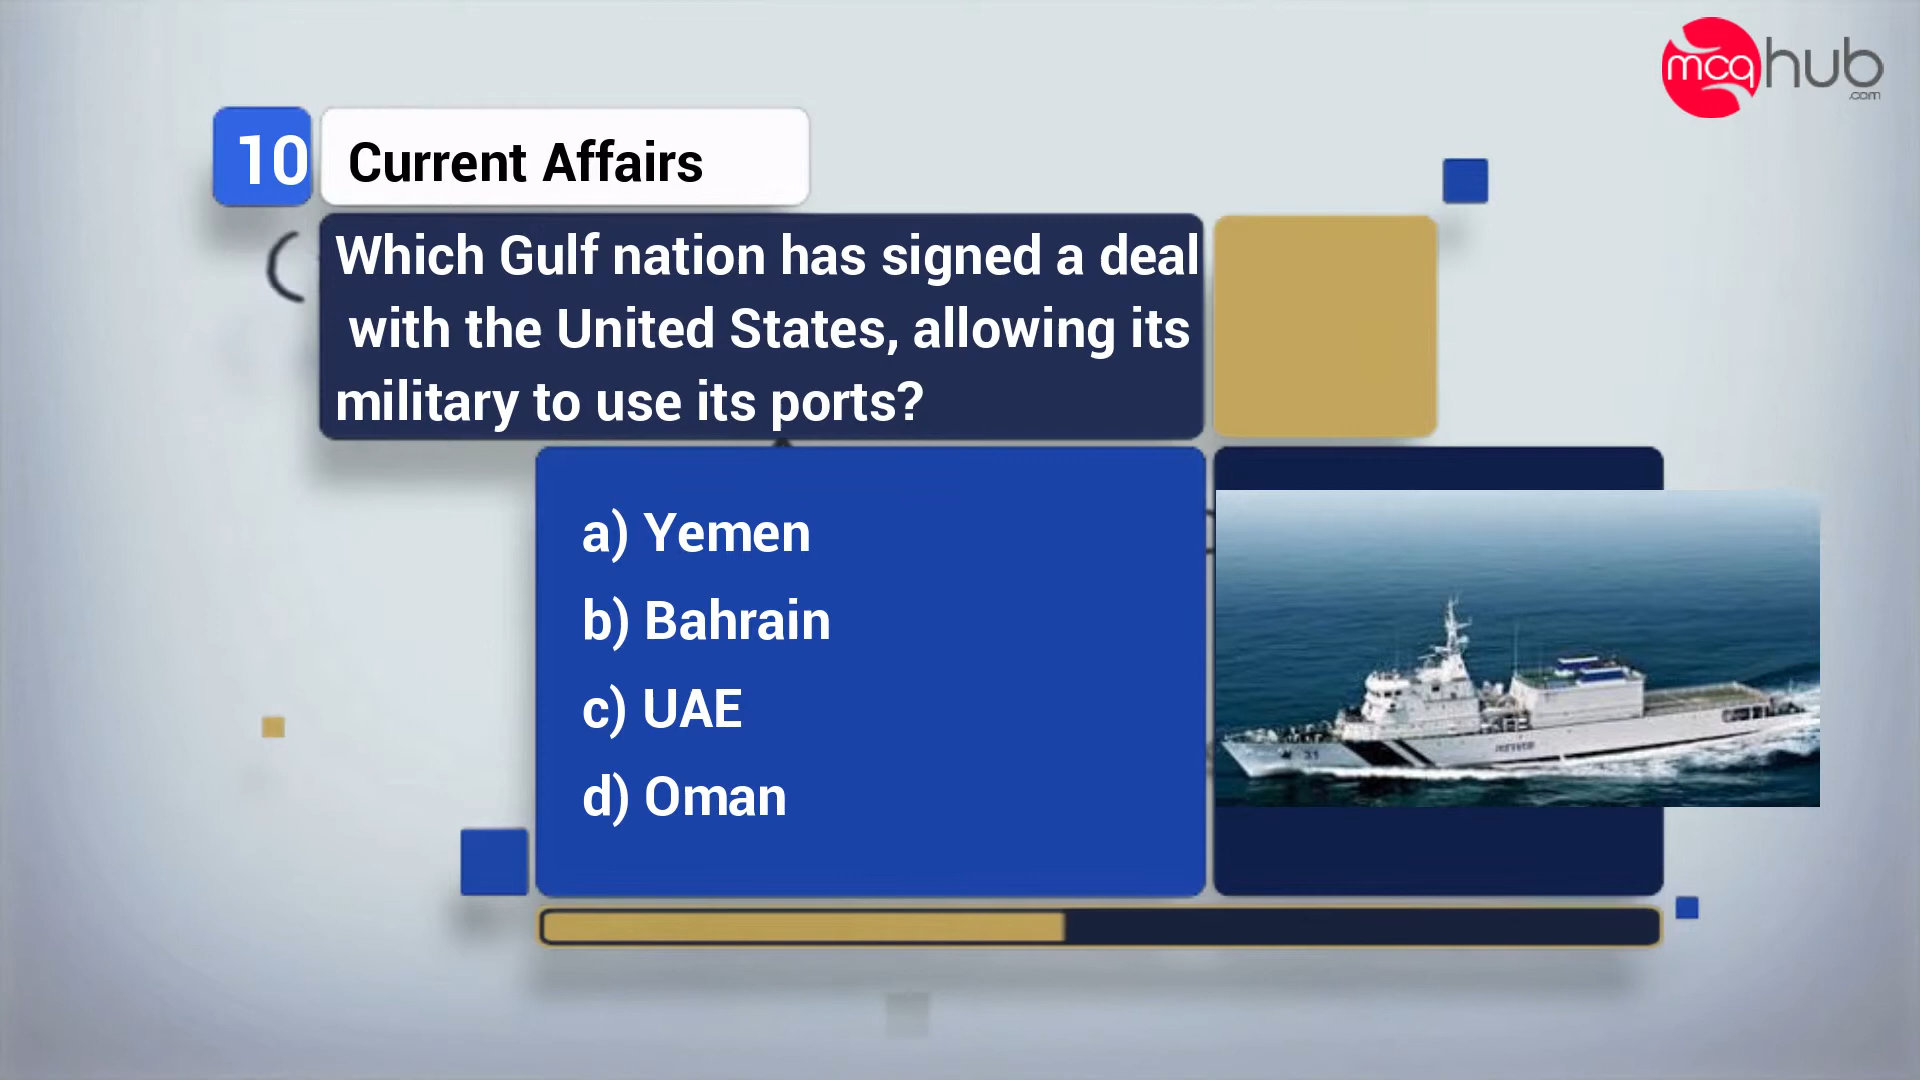 mcqhub
.com
10
Current Affairs
Which Gulf nation has signed a deal
with the United States, allowing its
military to use its ports?
a) Yemen
b) Bahrain
c) UAE
d) Oman
31